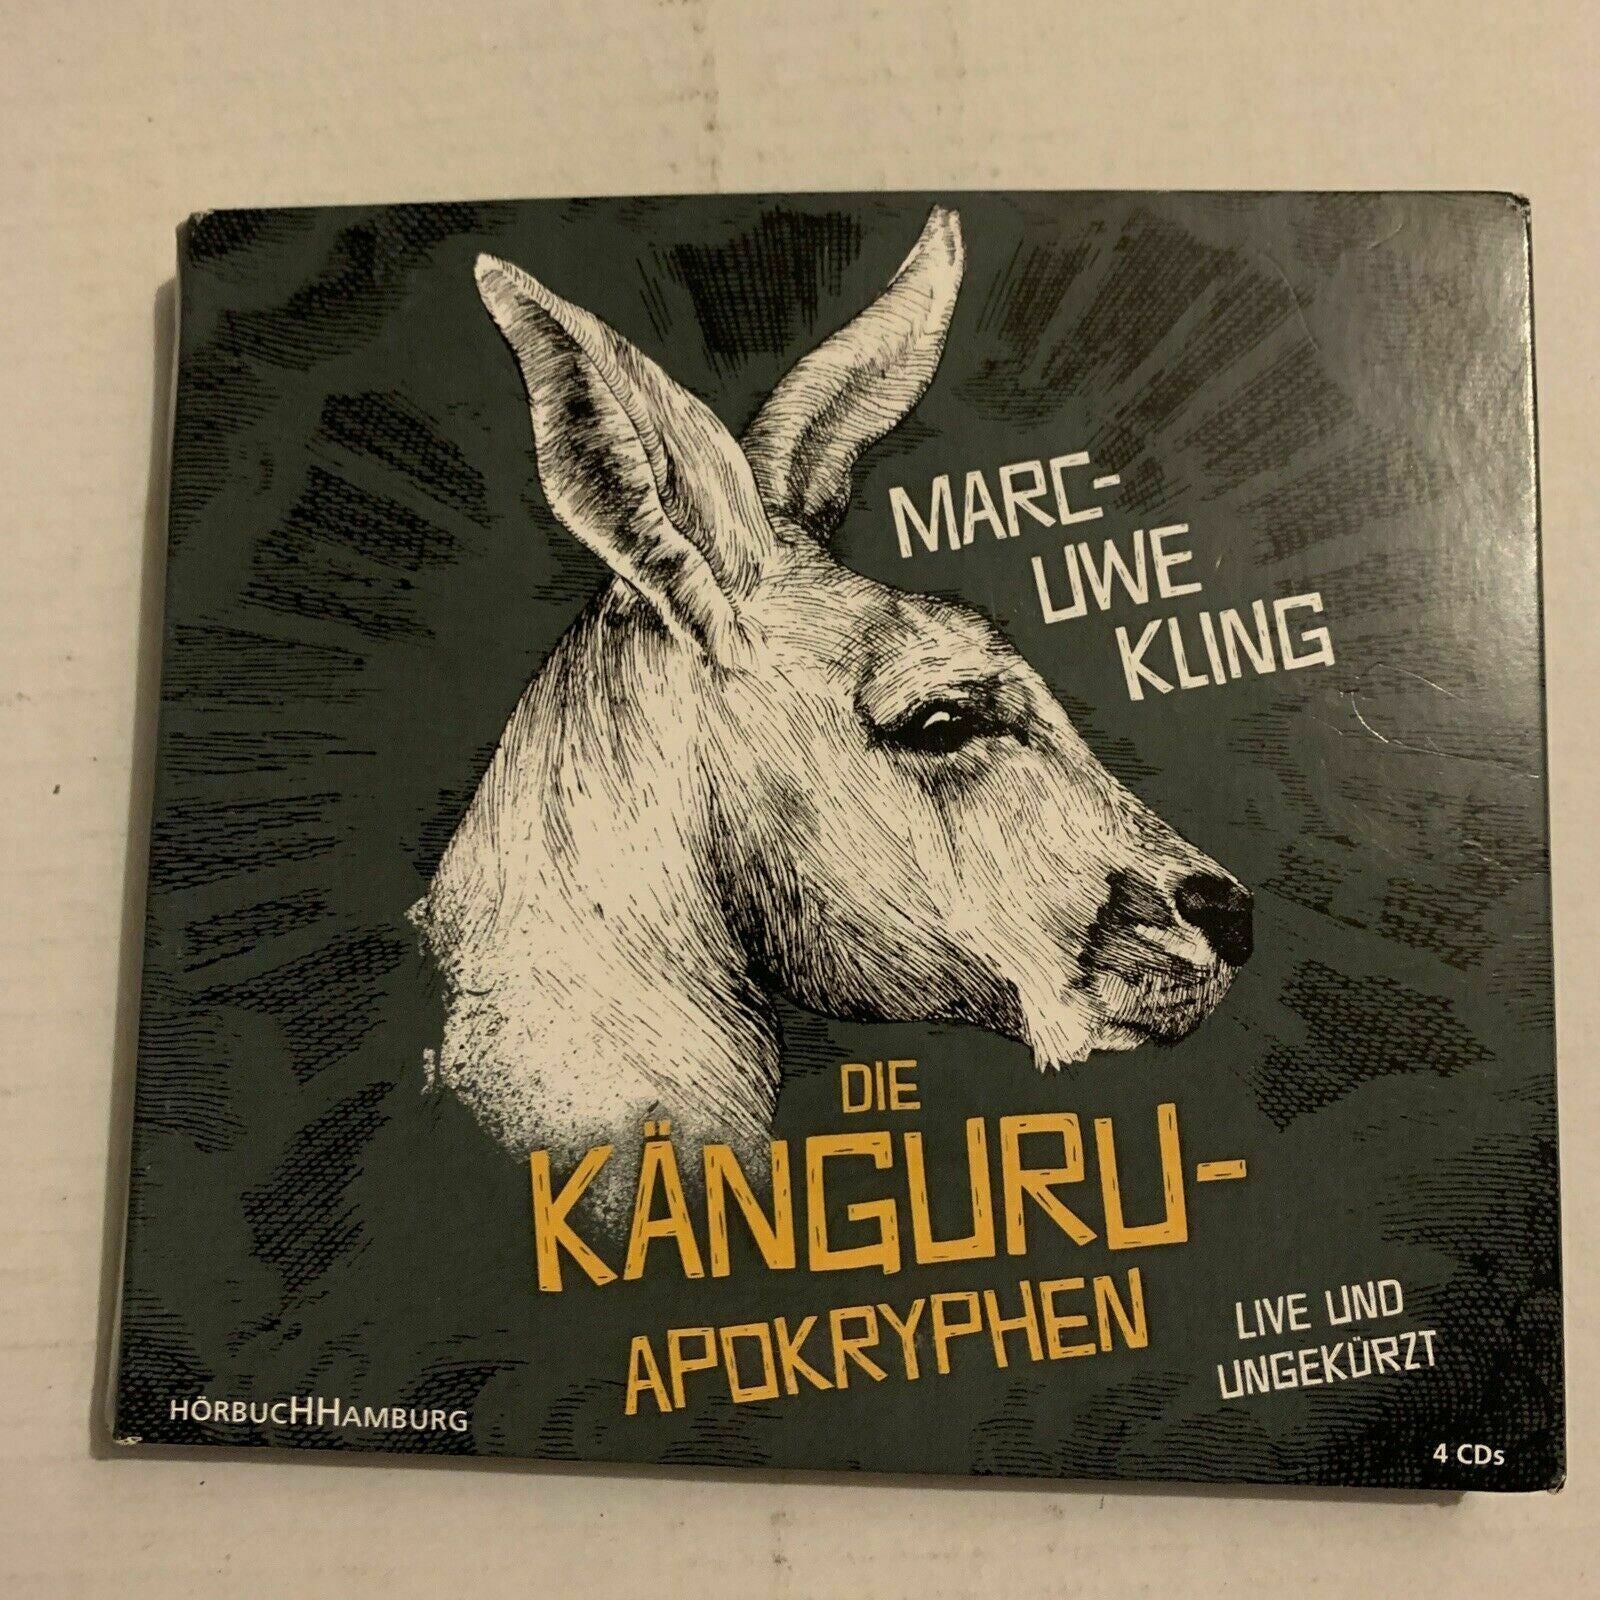 MARC-
UWE
KLING
DIE
KÄNGURU-
APOKRYPHEN
LIVE UND
UNGEKÜRZT
HÖRBUCHHAMBURG
4 CDs